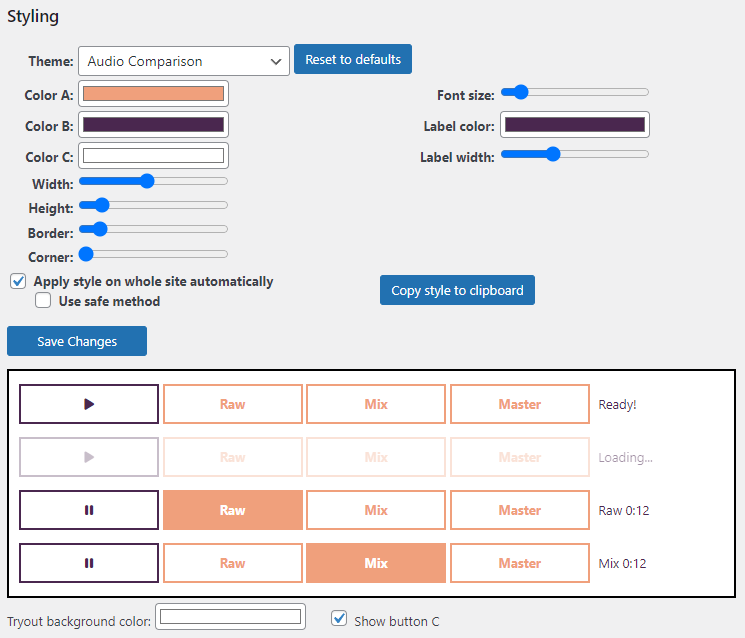 Styling
Theme: Audio Comparison Reset to defaults
Color A: Font size:
Color B: Label color:
Color C: Label width:
Width:
Height:
Border:
Corner:
Apply style on whole site automatically
Use safe method Copy style to clipboard
Save Changes
Raw Mix Master Ready!
Raw Mix Master Loading...
Raw Mix Master Raw 0:12
Raw Mix Master Mix 0:12
Tryout background color: Show button C